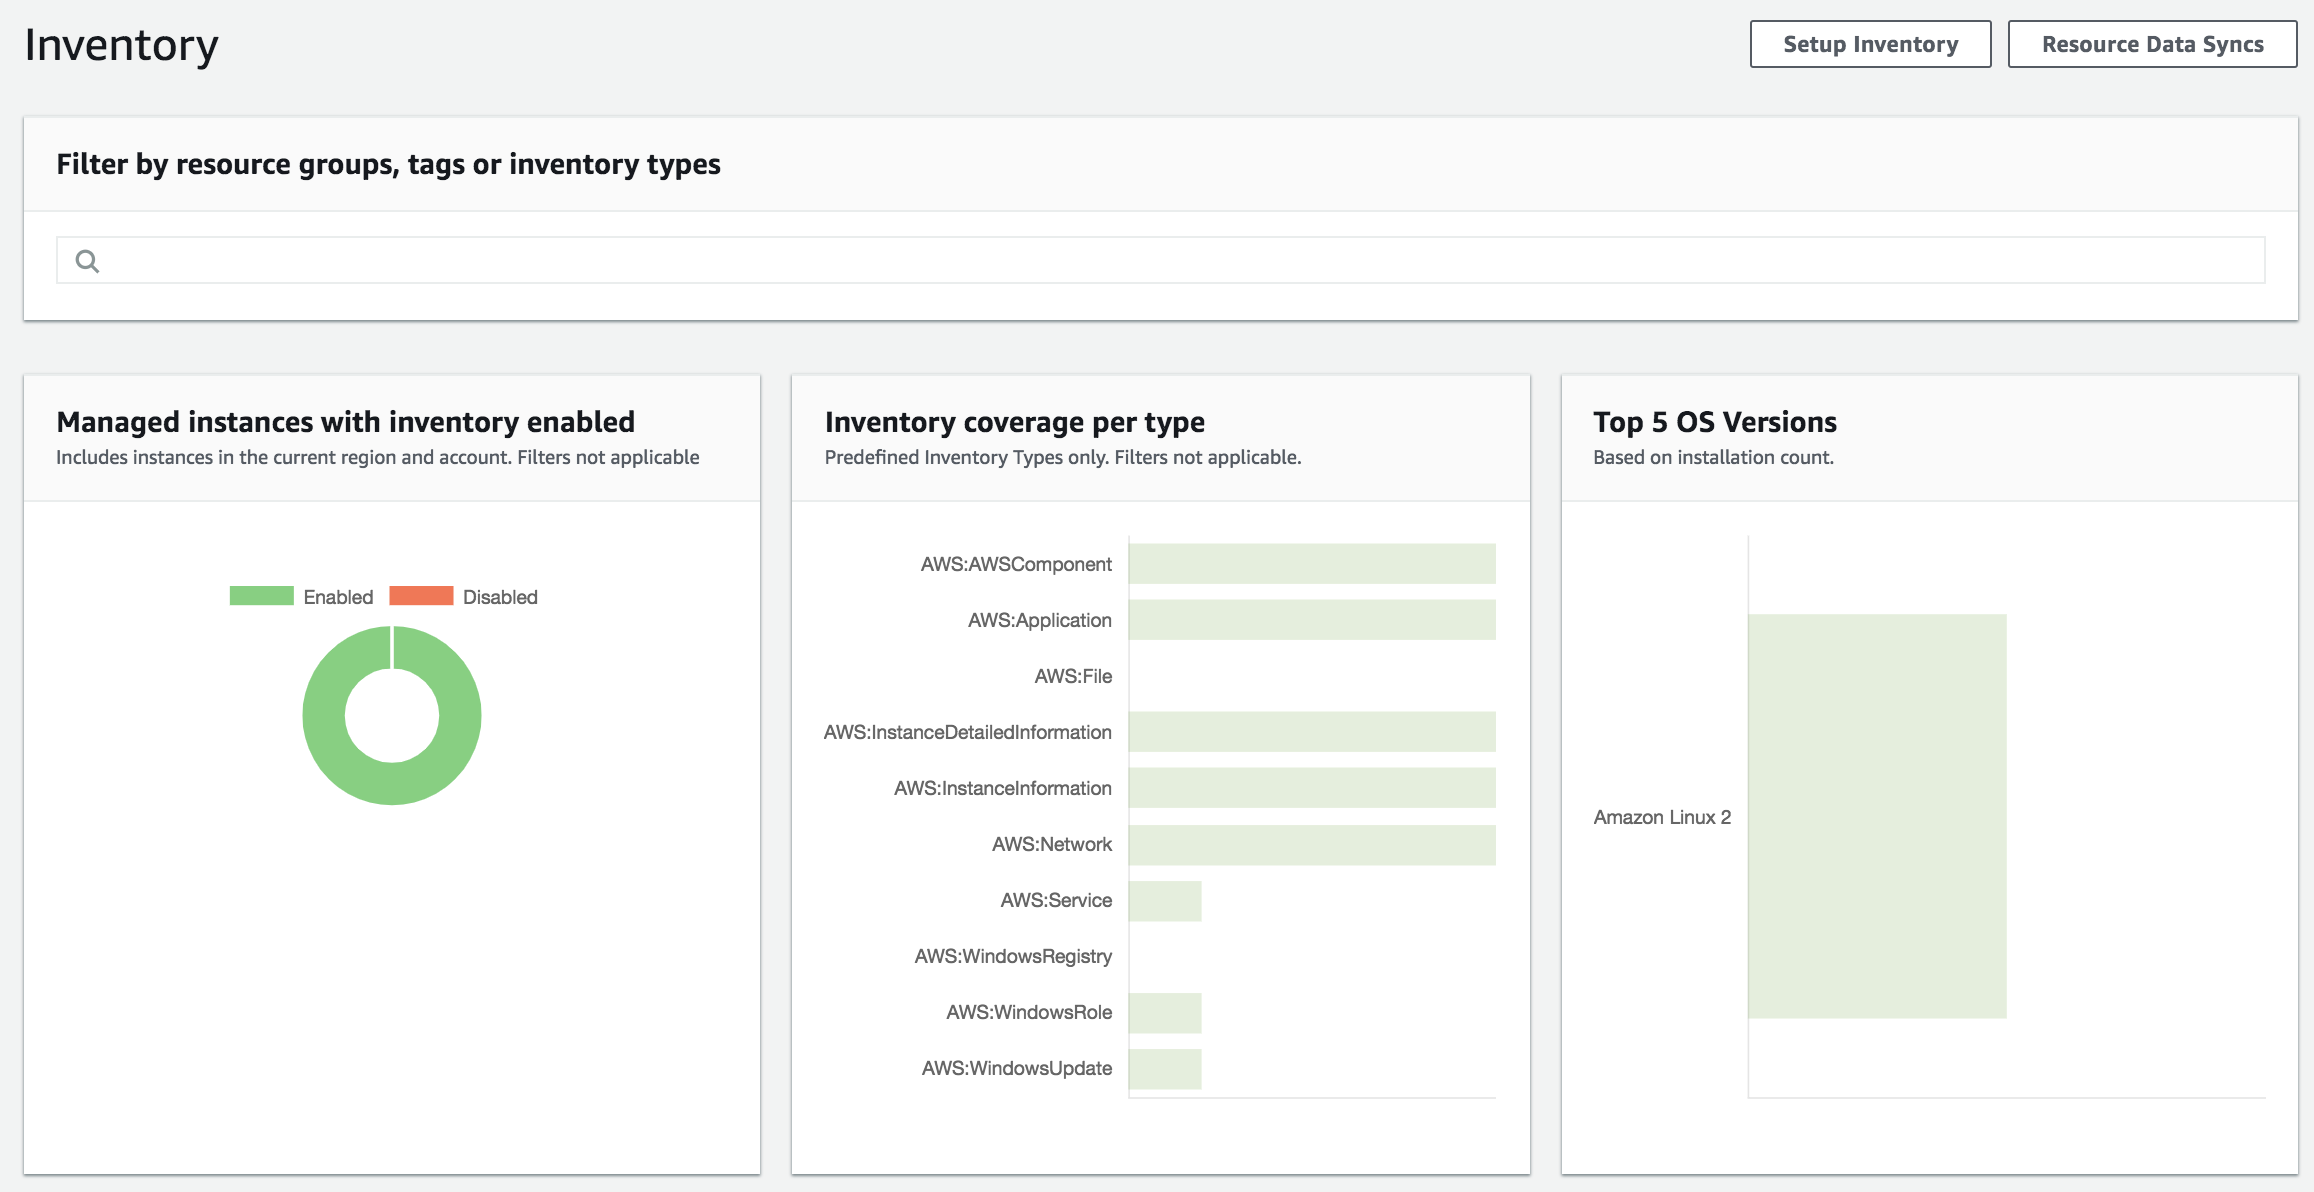 Inventory
Setup Inventory
Resource Data Syncs
Filter by resource groups, tags or inventory types
Managed instances with inventory enabled
Includes instances in the current region and account. Filters not applicable
Enabled
Disabled
Inventory coverage per type
Predefined Inventory Types only. Filters not applicable.
AWS:AWSComponent
AWS:Application
AWS:File
AWS:InstanceDetailedInformation
AWS:InstanceInformation
AWS:Network
AWS:Service
AWS:WindowsRegistry
AWS:WindowsRole
AWS:WindowsUpdate
Top 5 OS Versions
Based on installation count.
Amazon Linux 2